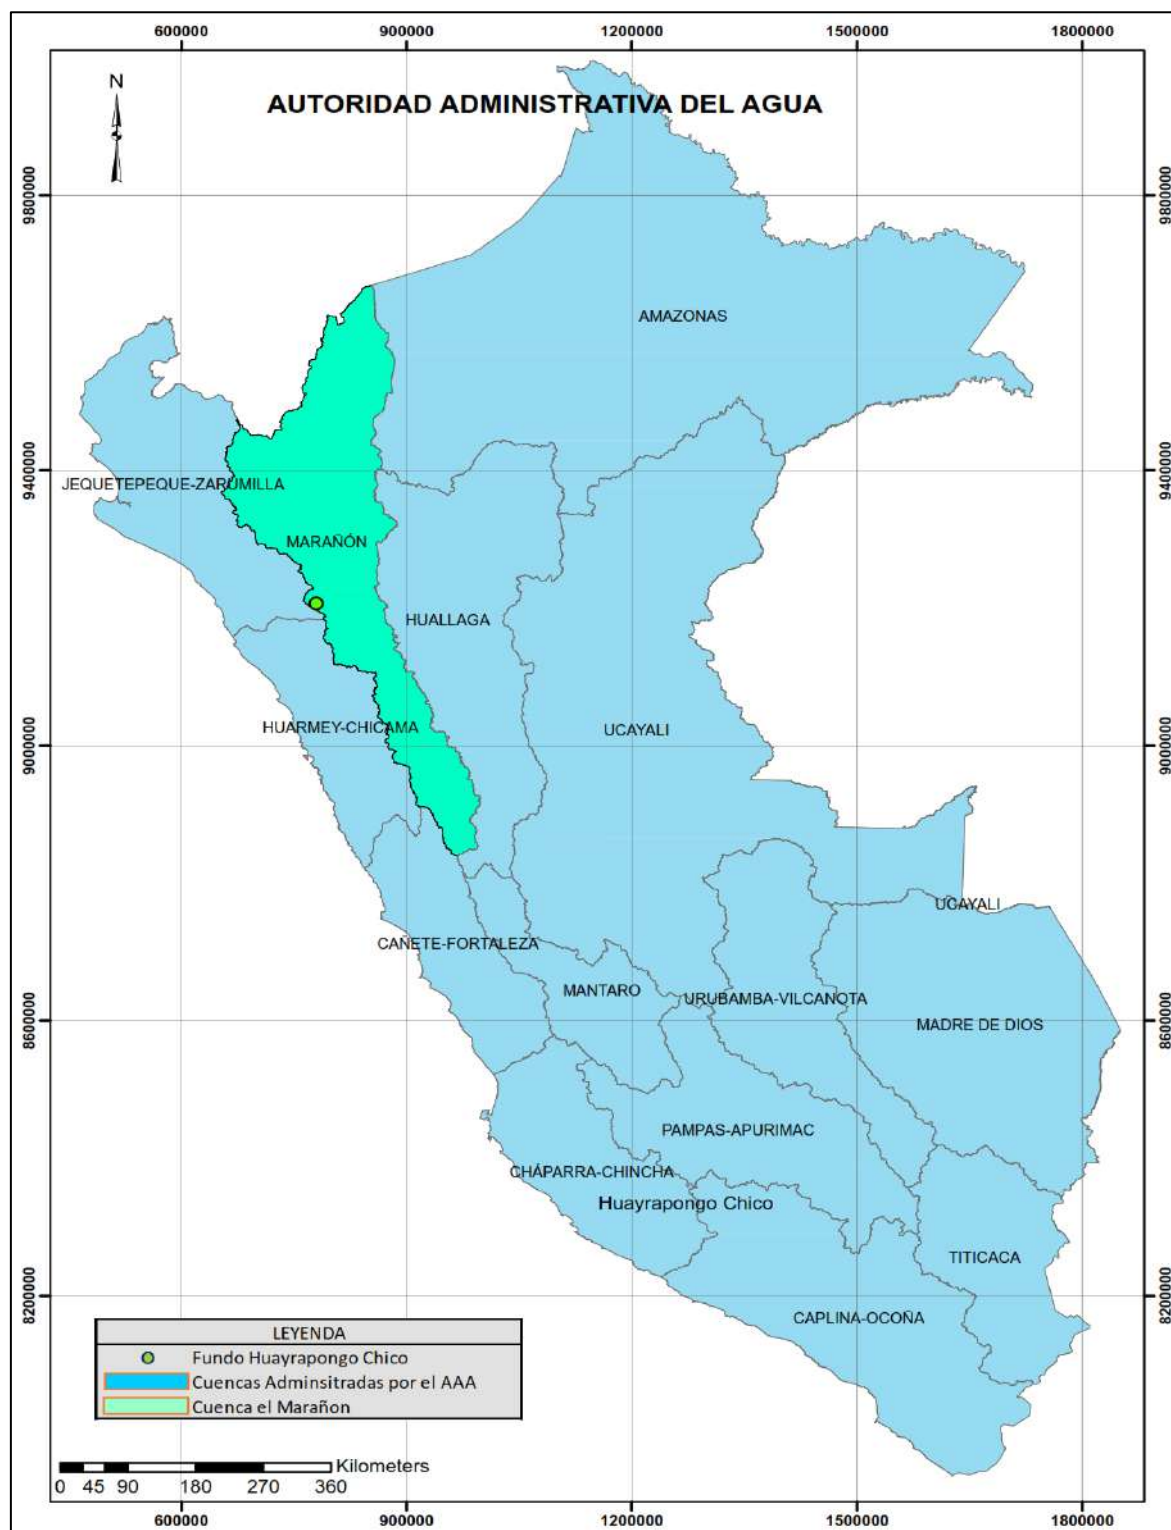 600000 900000 1200000 1500000 1800000
N
AUTORIDAD ADMINISTRATIVA DEL AGUA
9800000 9800000
AMAZONAS
9400000 9400000
JEQUETEPEQUE-ZARUMILLA
MARAÑÓN
HUALLAGA
HUARMEY-CHICAMA
UCAYALI
9000000 9000000
UCAYALI
CAÑETE-FORTALEZA
MANTARO
URUBAMBA-VILCANOTA
8600000 8600000
MADRE DE DIOS
PAMPAS-APURIMAC
CHÁPARRA-CHINCHA
Huayrapongo Chico
TITICACA
8200000 8200000
CAPLINA-OCOÑA
LEYENDA
Fundo Huayrapongo Chico
Cuencas Adminsitradas por el AAA
Cuenca el Marañon
Kilometers
0 45 90 180 270 360
600000 900000 1200000 1500000 1800000